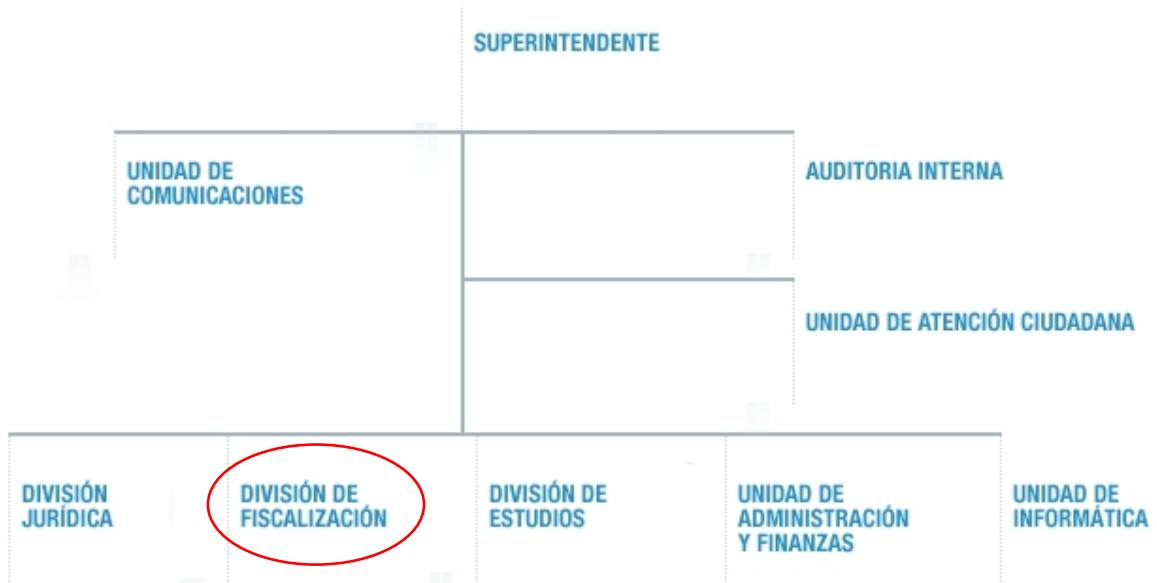 SUPERINTENDENTE
UNIDAD DE
COMUNICACIONES
AUDITORIA INTERNA
UNIDAD DE ATENCIÓN CIUDADANA
DIVISIÓN
JURÍDICA
DIVISIÓN DE
FISCALIZACIÓN
DIVISIÓN DE
ESTUDIOS
UNIDAD DE
ADMINISTRACIÓN
Y FINANZAS
UNIDAD DE
INFORMÁTICA